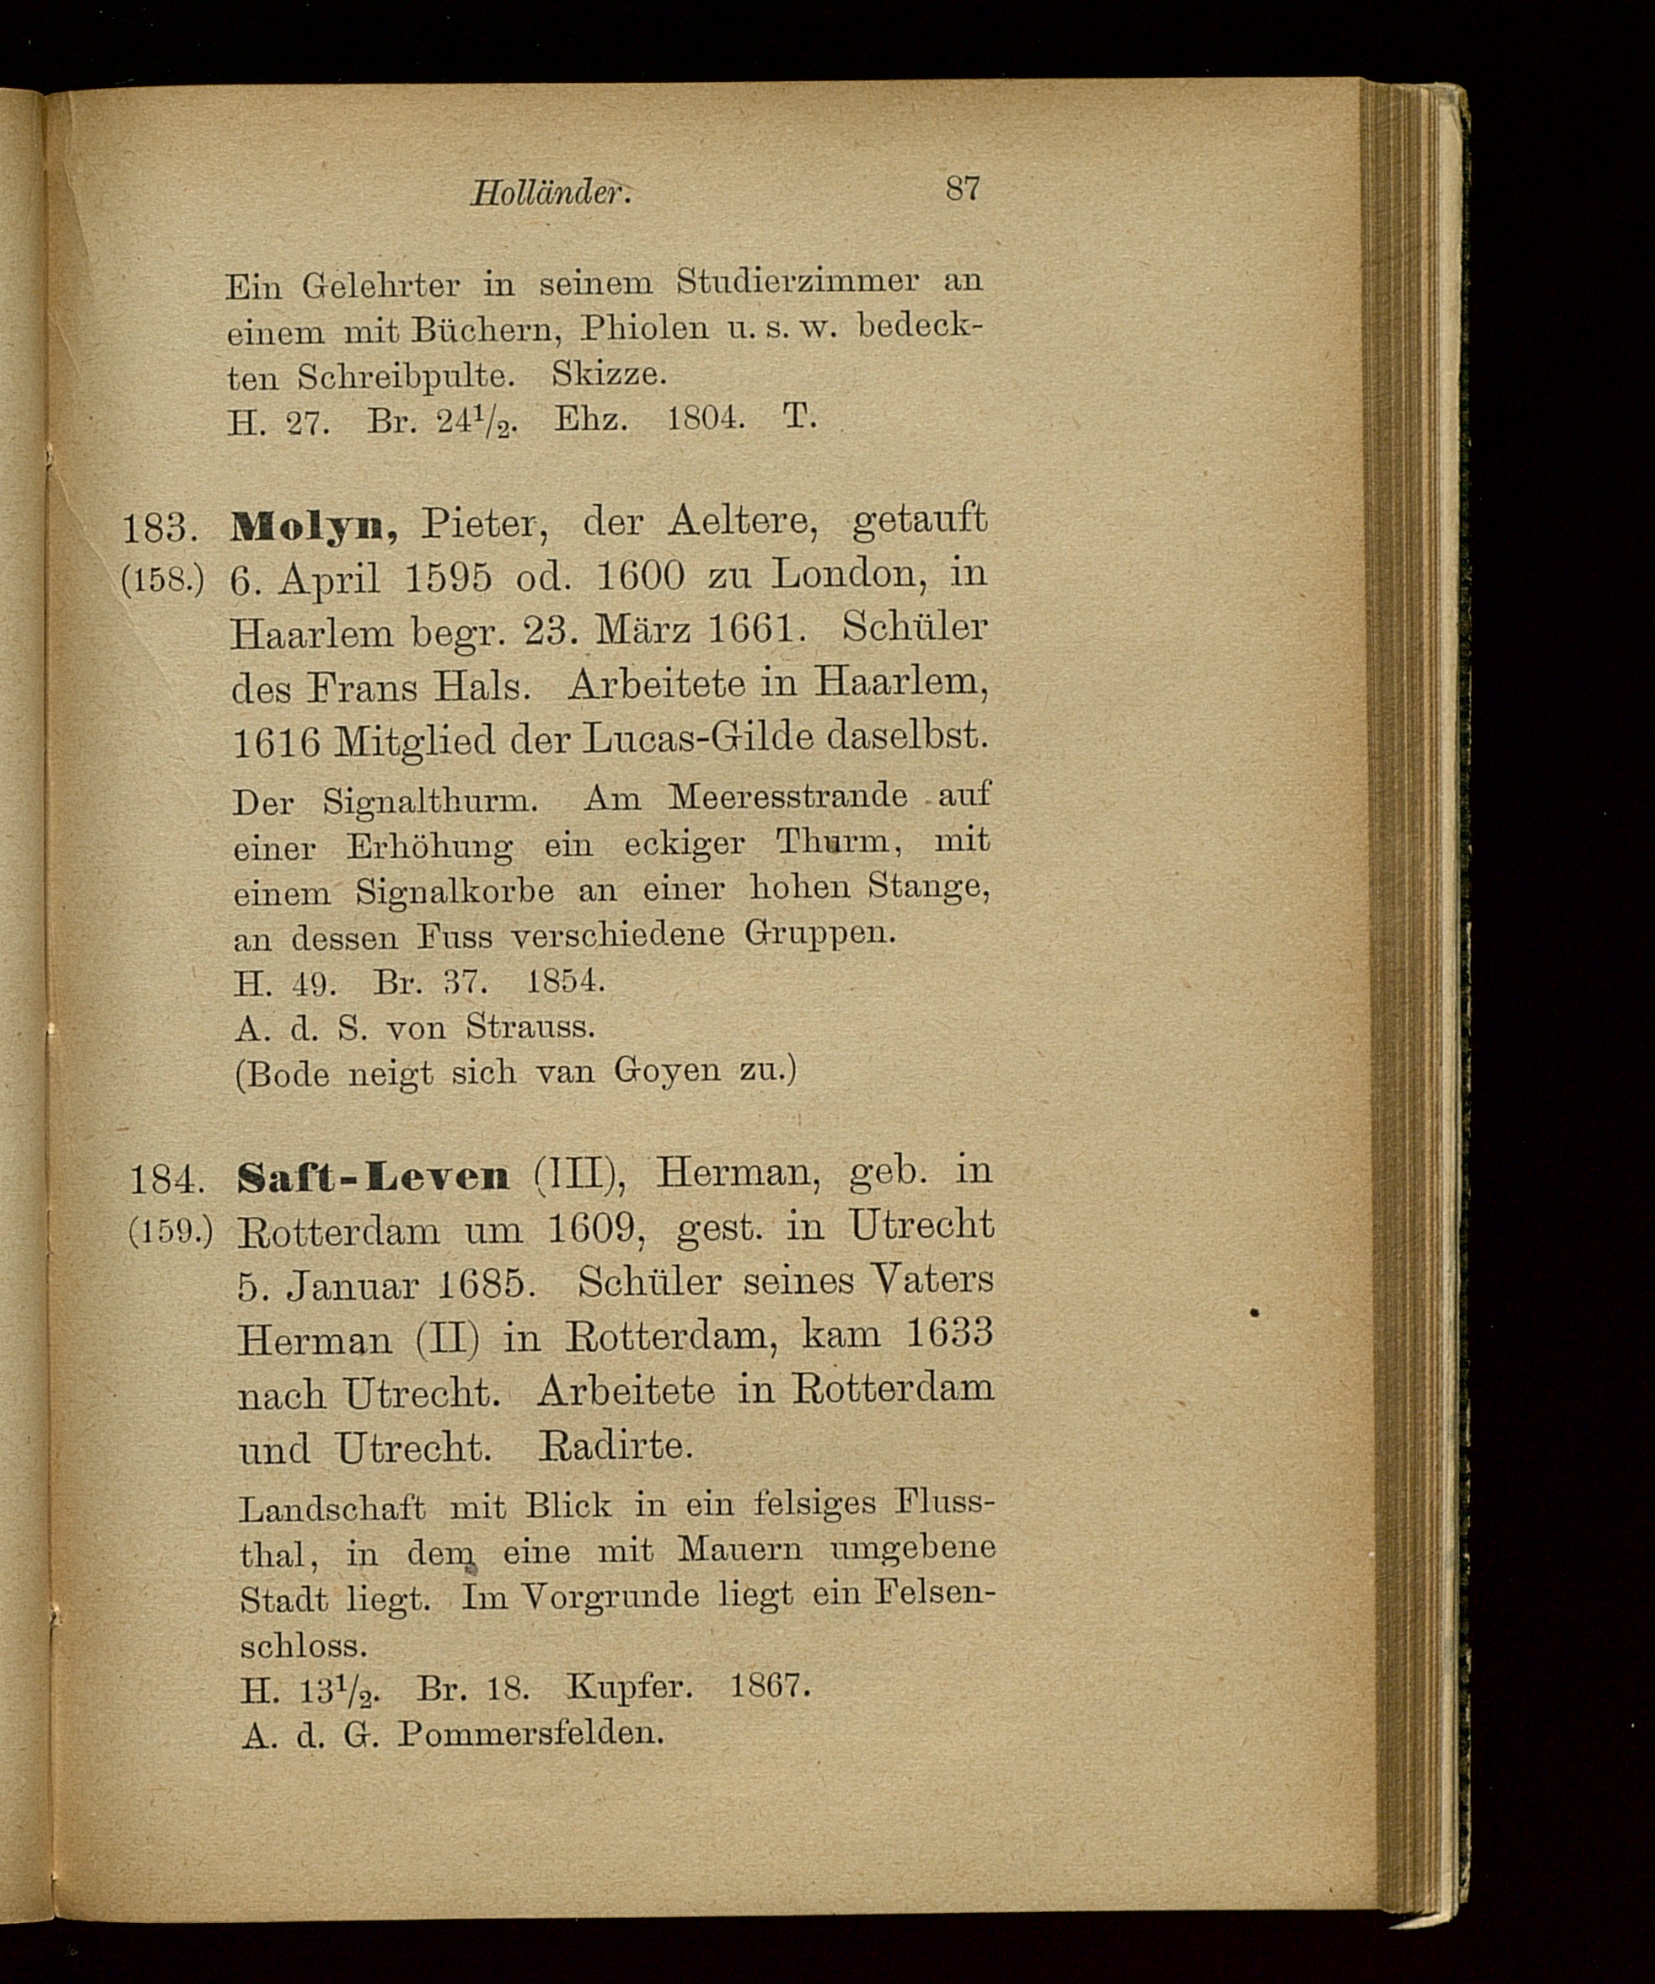 Holländer. 87
Ein Gelehrter in seinem Studierzimmer an
einem mit Büchern, Phiolen u. s. w. bedeck-
ten Schreibpulte. Skizze.
H. 27. Br. 24½. Ehz. 1804. T.
183. Molyn, Pieter, der Aeltere, getauft
(158.) 6. April 1595 od. 1600 zu London, in
Haarlem begr. 23. März 1661. Schüler
des Frans Hals. Arbeitete in Haarlem,
1616 Mitglied der Lucas-Gilde daselbst.
Der Signalthurm. Am Meeresstrande auf
einer Erhöhung ein eckiger Thurm, mit
einem Signalkorbe an einer hohen Stange,
an dessen Fuss verschiedene Gruppen.
H. 49. Br. 37. 1854.
A. d. S. von Strauss.
(Bode neigt sich van Goyen zu.)
184. Saft-Leven (III), Herman, geb. in
(159.) Rotterdam um 1609, gest. in Utrecht
5. Januar 1685. Schüler seines Vaters
Herman (II) in Rotterdam, kam 1633
nach Utrecht. Arbeitete in Rotterdam
und Utrecht. Radirte.
Landschaft mit Blick in ein felsiges Fluss-
thal, in dem eine mit Mauern umgebene
Stadt liegt. Im Vorgrunde liegt ein Felsen-
schloss.
H. 13½. Br. 18. Kupfer. 1867.
A. d. G. Pommersfelden.